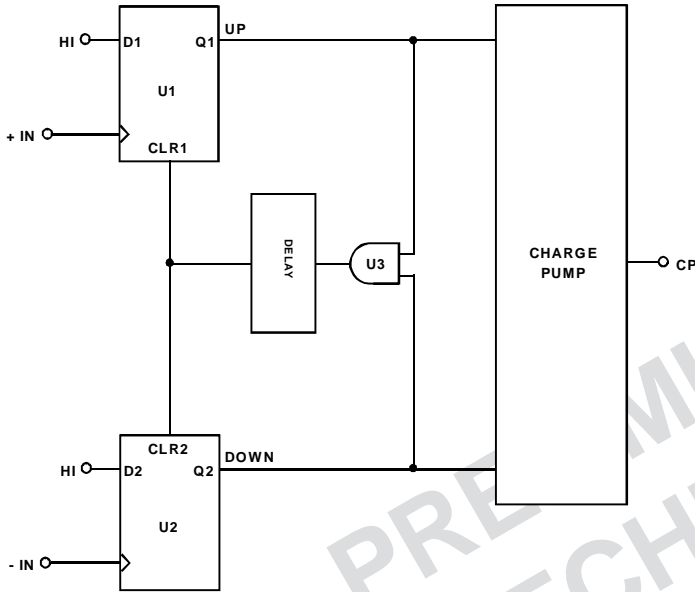 UP
HI
D1
Q1
U1
+ IN
CLR1
DELAY
U3
CHARGE
PUMP
CP
CLR2
DOWN
HI
D2
Q2
U2
- IN